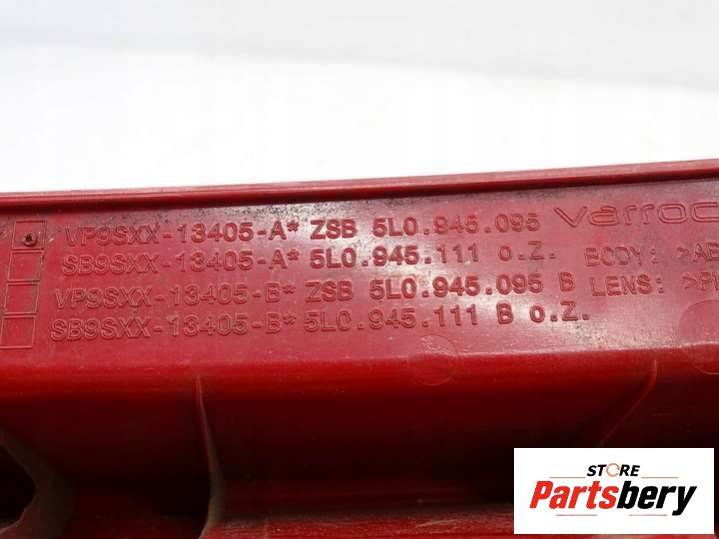 VP9SXX-13405-A* ZSB 5L0.945.095 varroc
SB9SXX-13405-A* 5L0.945.111 o.Z. BODY: >AB
VP9SXX-13405-B* ZSB 5L0.945.095 B LENS: >P
SB9SXX-13405-B* 5L0.945.111 B o.Z.
STORE
Partsbery